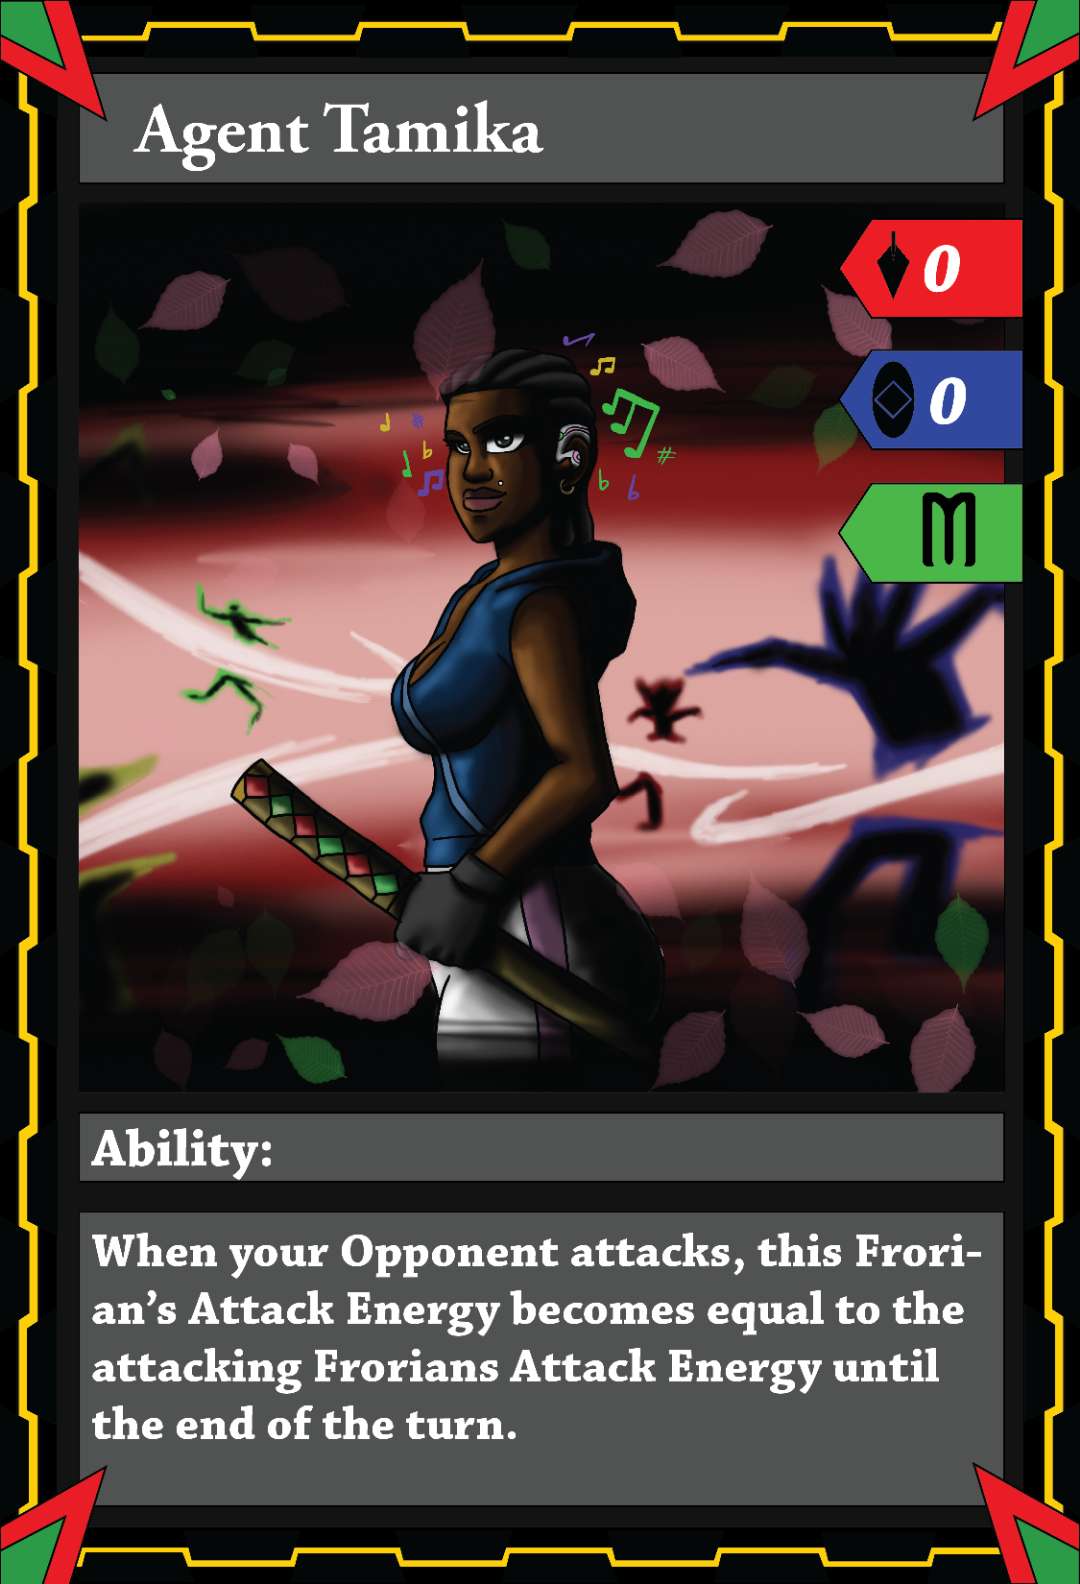 Agent Tamika
0
0
Ability:
When your Opponent attacks, this Frori-
an's Attack Energy becomes equal to the
attacking Frorians Attack Energy until
the end of the turn.